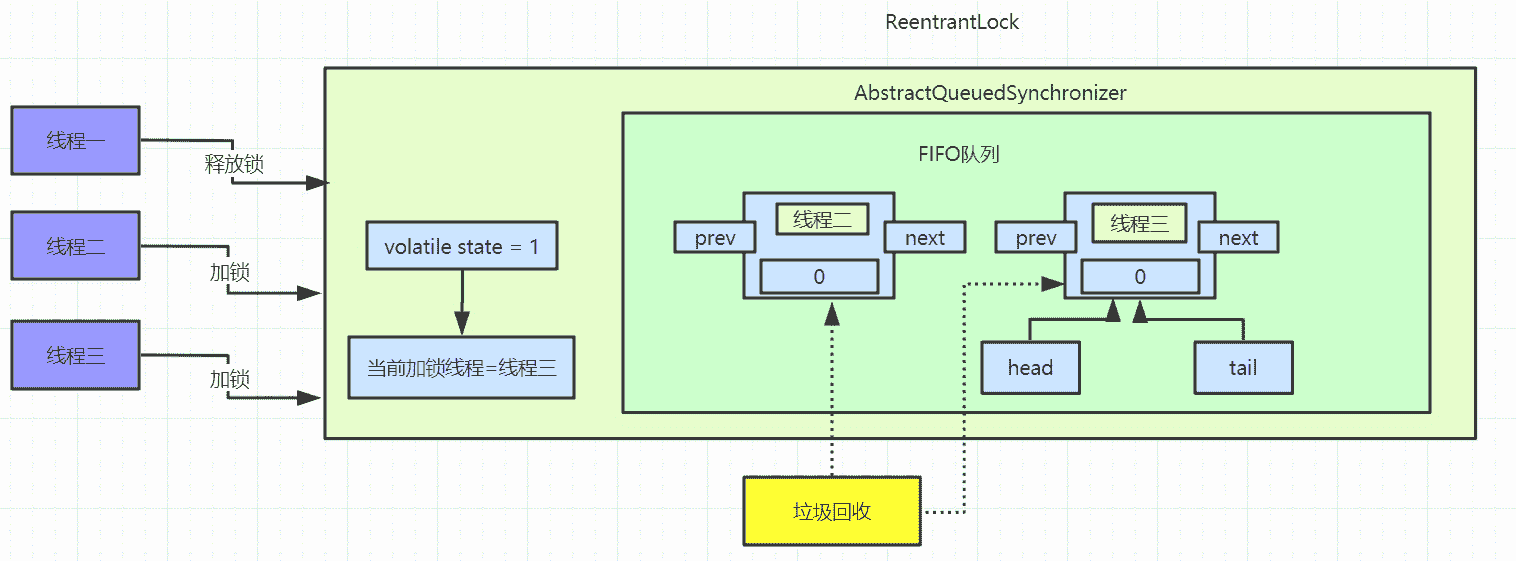 ReentrantLock
AbstractQueuedSynchronizer
FIFO队列
线程一
释放锁
线程二
加锁
线程三
加锁
volatile state = 1
当前加锁线程=线程三
prev
线程二
next
0
prev
线程三
next
0
head
tail
垃圾回收